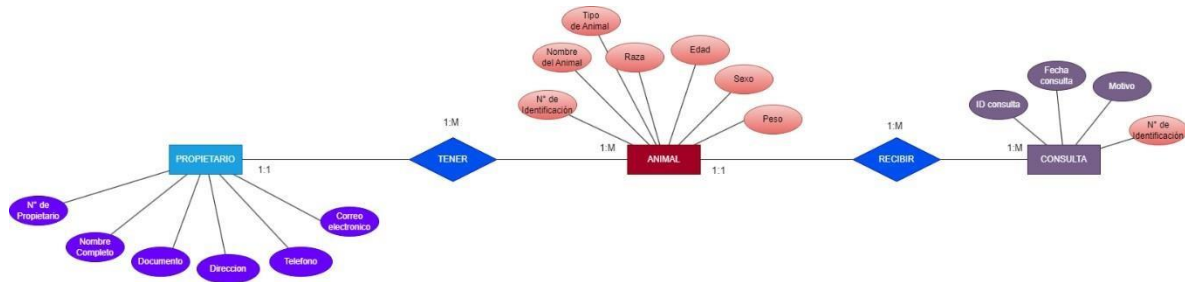 Tipo
de Animal
Nombre
del Animal
Raza
Edad
Sexo
N° de
Identificación
Peso
Fecha
consulta
ID consulta
Motivo
N° de
Identificación
1:M
1:M
PROPIETARIO
1:1
TENER
1:M
ANIMAL
1:1
RECIBIR
1:M
CONSULTA
N° de
Propietario
Nombre
Completo
Documento
Direccion
Telefono
Correo
electronico